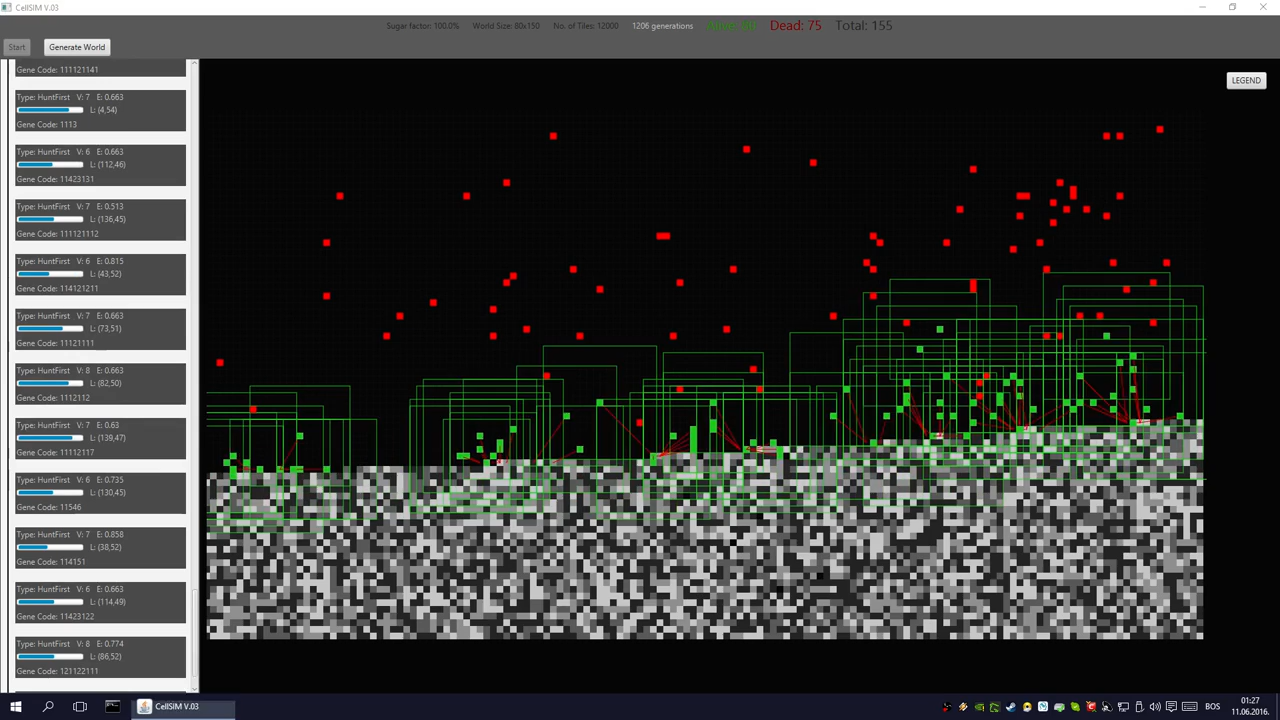 CellSIM V.03
Sugar factor: 100,0% World Size: 80x150 No. of Tiles: 12000 1206 generations Dead: 75 Total: 155
Start Generate World
LEGEND
Gene Code: 111121141
Type: HuntFirst V: 7 E: 0.663
L: (4,54)
Gene Code: 1113
Type: HuntFirst V: 6 E: 0.663
L: (112,46)
Gene Code: 11423131
Type: HuntFirst V: 7 E: 0.513
L: (136,45)
Gene Code: 111121112
Type: HuntFirst V: 6 E: 0.815
L: (43,52)
Gene Code: 114121211
Type: HuntFirst V: 7 E: 0.663
L: (73,51)
Gene Code: 11121111
Type: HuntFirst V: 8 E: 0.663
L: (82,50)
Gene Code: 1112112
Type: HuntFirst V: 7 E: 0.63
L: (139,47)
Gene Code: 11112117
Type: HuntFirst V: 6 E: 0.735
L: (130,45)
Gene Code: 11546
Type: HuntFirst V: 7 E: 0.858
L: (38,52)
Gene Code: 114151
Type: HuntFirst V: 6 E: 0.663
L: (114,49)
Gene Code: 11423122
Type: HuntFirst V: 8 E: 0.774
L: (86,52)
Gene Code: 121122111
CellSIM V.03
BOS
01:27
11.06.2016.